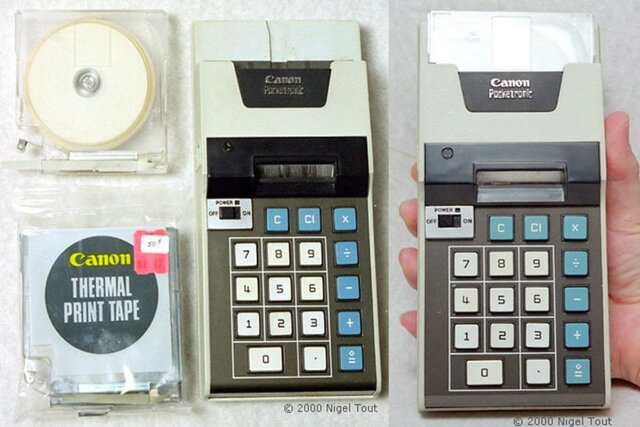 Canon
THERMAL
PRINT TAPE
Canon
Pocketronic
POWER
OFF
ON
C
CI
X
7
8
9
÷
4
5
6
−
1
2
3
+
0
.
© 2000 Nigel Tout
Canon
Pocketronic
POWER
OFF
ON
C
CI
X
7
8
9
÷
4
5
6
−
1
2
3
+
0
.
© 2000 Nigel Tout